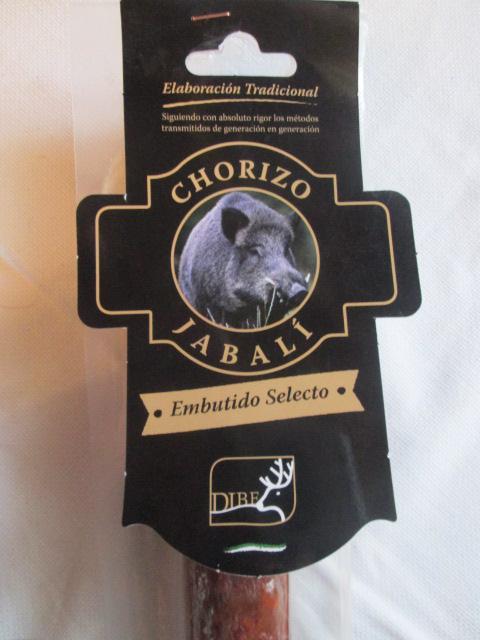 Elaboración Tradicional
Siguiendo con absoluto rigor los métodos
transmitidos de generación en generación
CHORIZO
JABALÍ
Embutido Selecto
DIBE